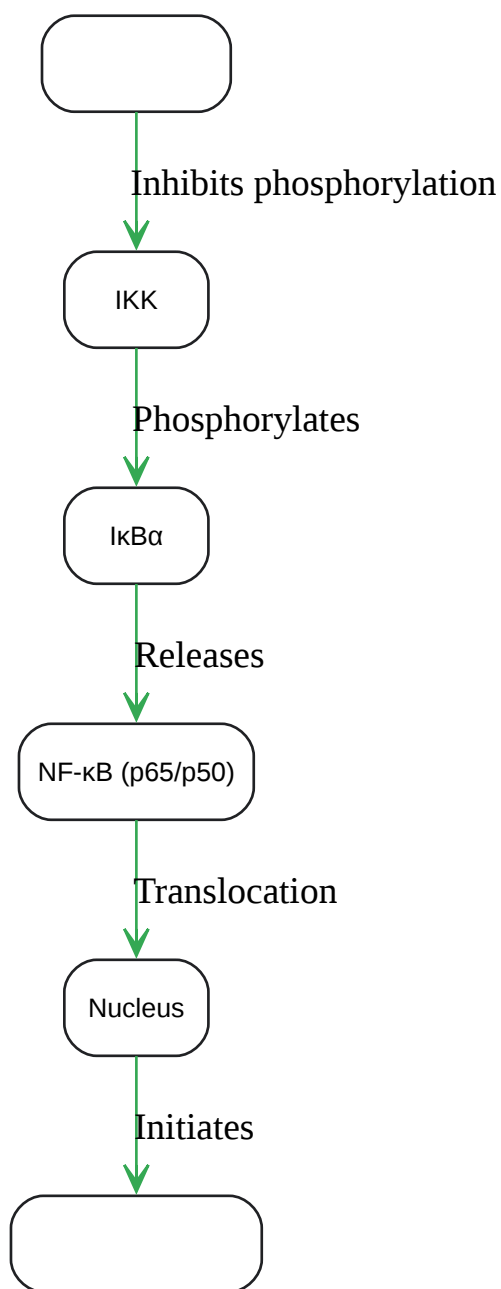 Inhibits phosphorylation
IKK
Phosphorylates
IκBα
Releases
NF-κB (p65/p50)
Translocation
Nucleus
Initiates